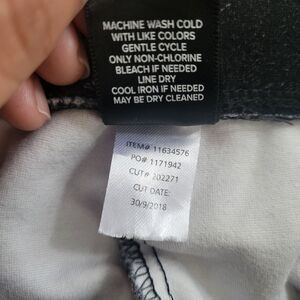 MACHINE WASH COLD
WITH LIKE COLORS
GENTLE CYCLE
ONLY NON-CHLORINE
BLEACH IF NEEDED
LINE DRY
COOL IRON IF NEEDED
MAY BE DRY CLEANED
ITEM# 11634576
PO# 1171942
CUT# 202271
CUT DATE:
30/9/2018